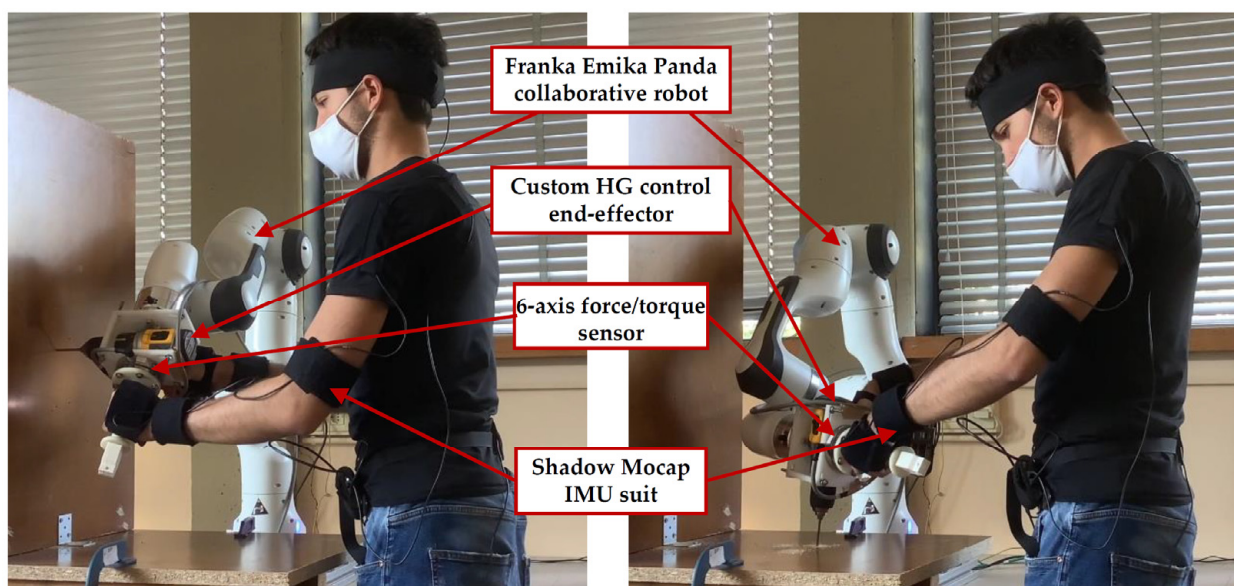 Franka Emika Panda
collaborative robot
Custom HG control
end-effector
6-axis force/torque
sensor
Shadow Mocap
IMU suit